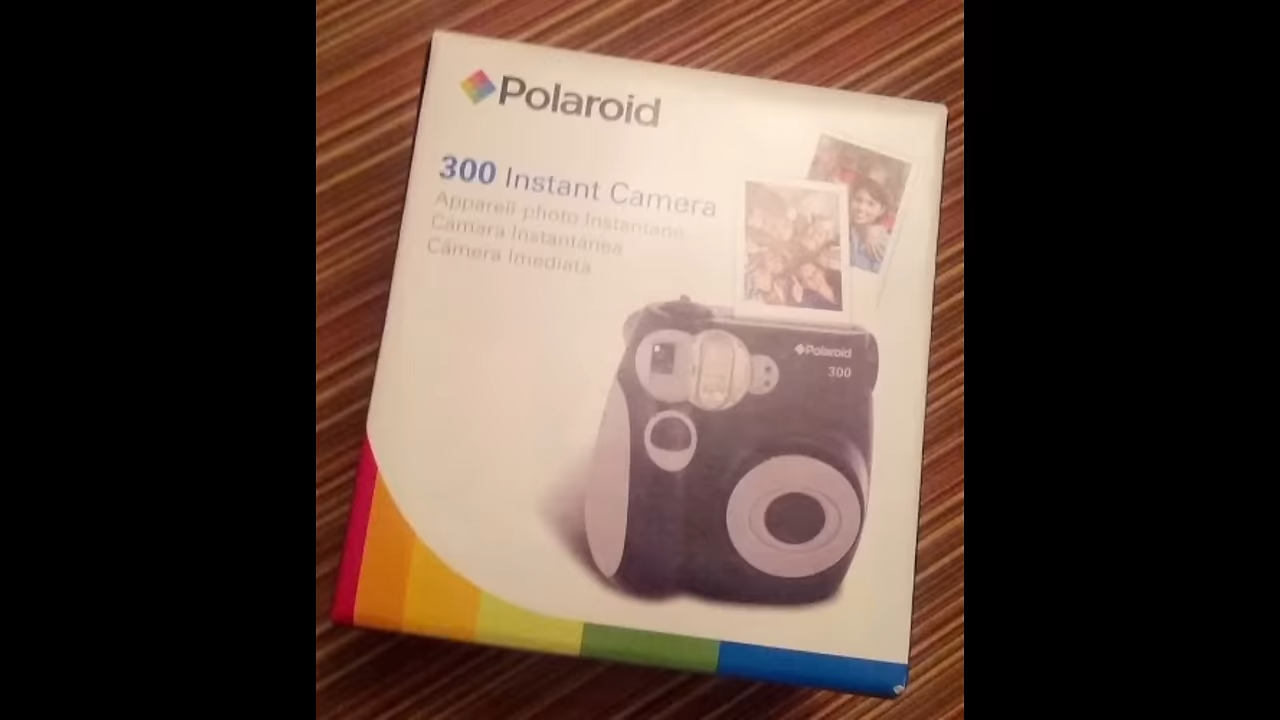 Polaroid
300 Instant Camera
Appareil photo Instantané
Cámara Instantánea
Câmera Imediata
Polaroid
300